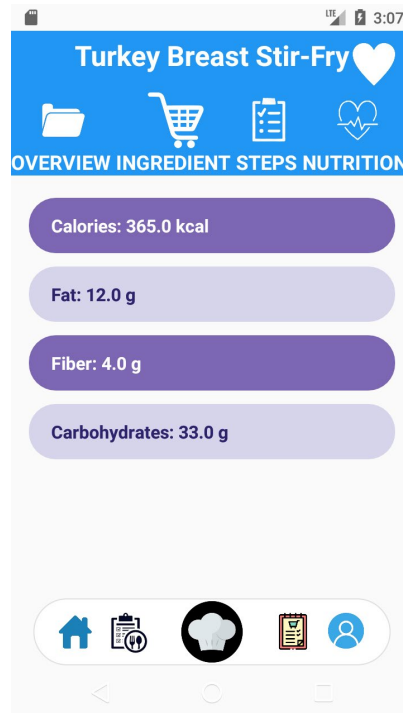 LTE 3:07
Turkey Breast Stir-Fry
OVERVIEW INGREDIENT STEPS NUTRITION
Calories: 365.0 kcal
Fat: 12.0 g
Fiber: 4.0 g
Carbohydrates: 33.0 g